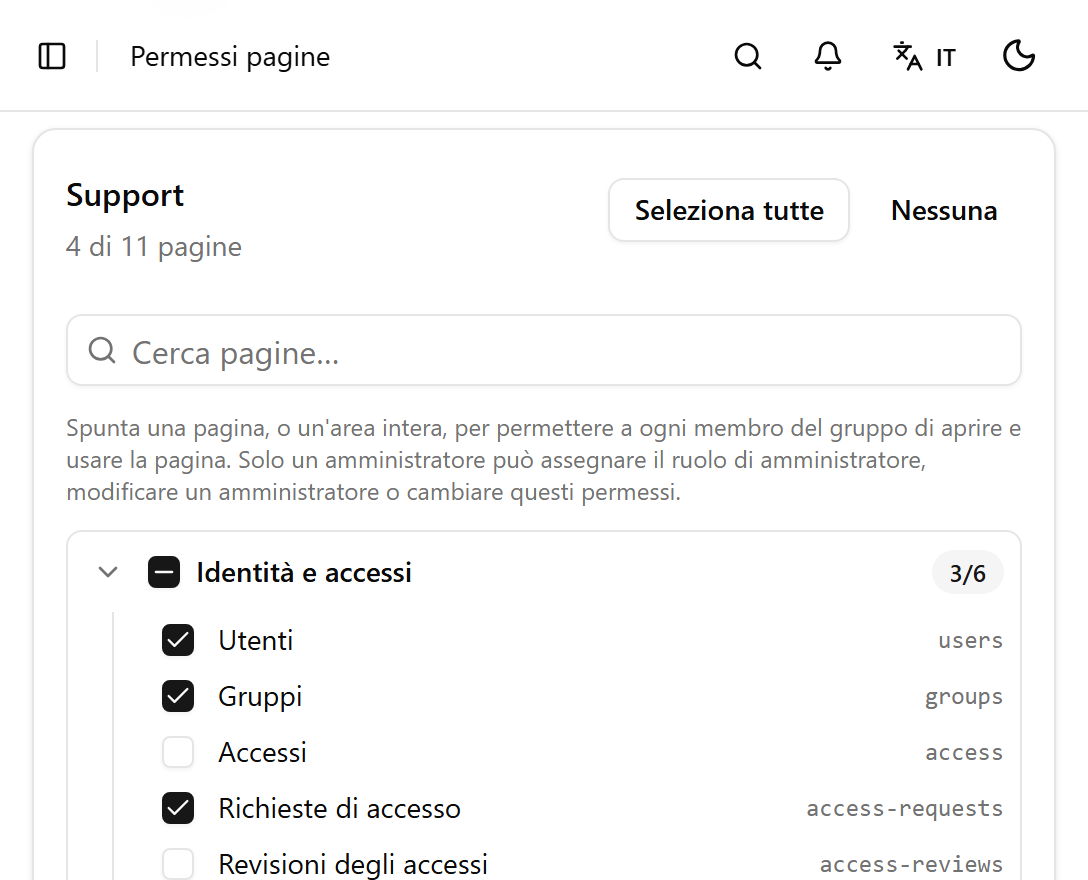 Permessi pagine
IT
Support
4 di 11 pagine
Seleziona tutte
Nessuna
Cerca pagine...
Spunta una pagina, o un'area intera, per permettere a ogni membro del gruppo di aprire e
usare la pagina. Solo un amministratore può assegnare il ruolo di amministratore,
modificare un amministratore o cambiare questi permessi.
Identità e accessi 3/6
Utenti users
Gruppi groups
Accessi access
Richieste di accesso access-requests
Revisioni degli accessi access-reviews